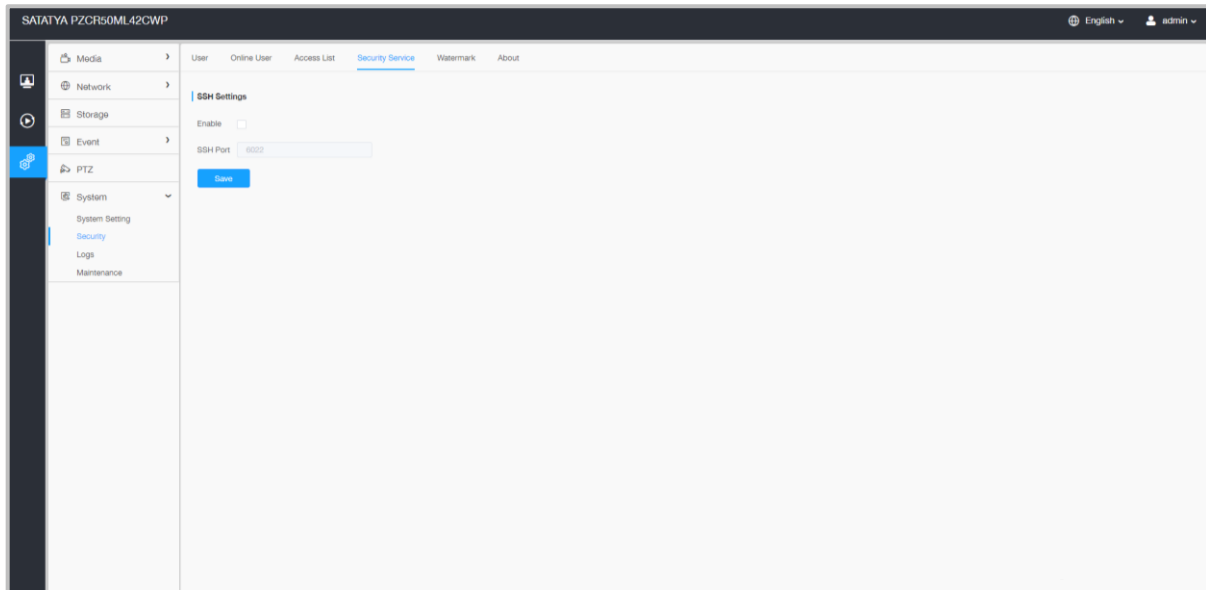 SATATYA PZCR50ML42CWP
English
admin
Media
Network
Storage
Event
PTZ
System
System Setting
Security
Logs
Maintenance
User Online User Access List Security Service Watermark About
SSH Settings
Enable
SSH Port 6022
Save